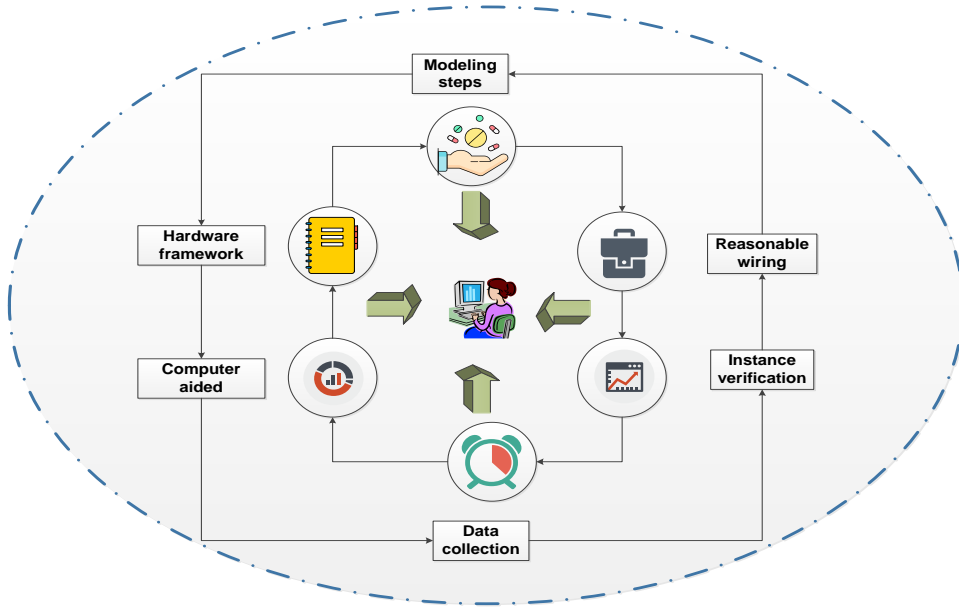 Modeling
steps
Hardware
framework
Reasonable
wiring
Computer
aided
Instance
verification
Data
collection